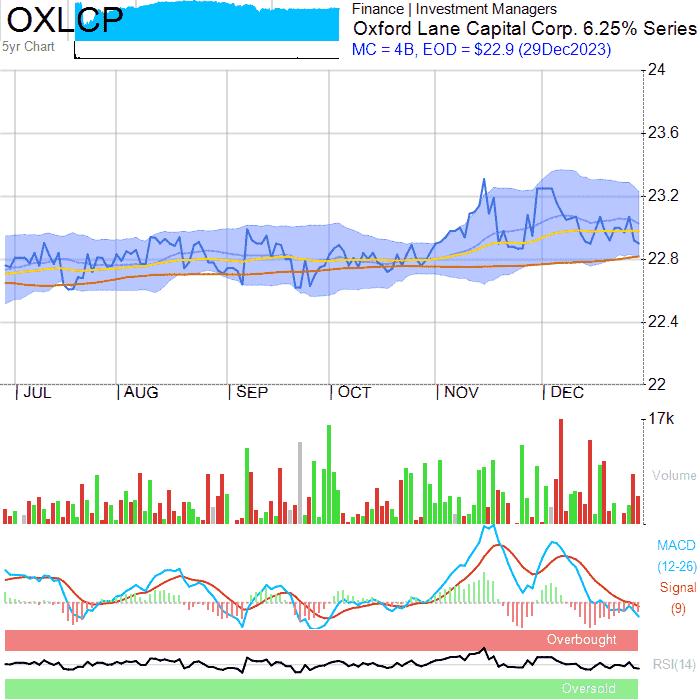 OXLCP
5yr Chart
Finance | Investment Managers
Oxford Lane Capital Corp. 6.25% Series
MC = 4B, EOD = $22.9 (29Dec2023)
24
23.6
23.2
22.8
22.4
22
JUL AUG SEP OCT NOV DEC
17k
Volume
MACD
(12-26)
Signal
(9)
Overbought
RSI(14)
Oversold